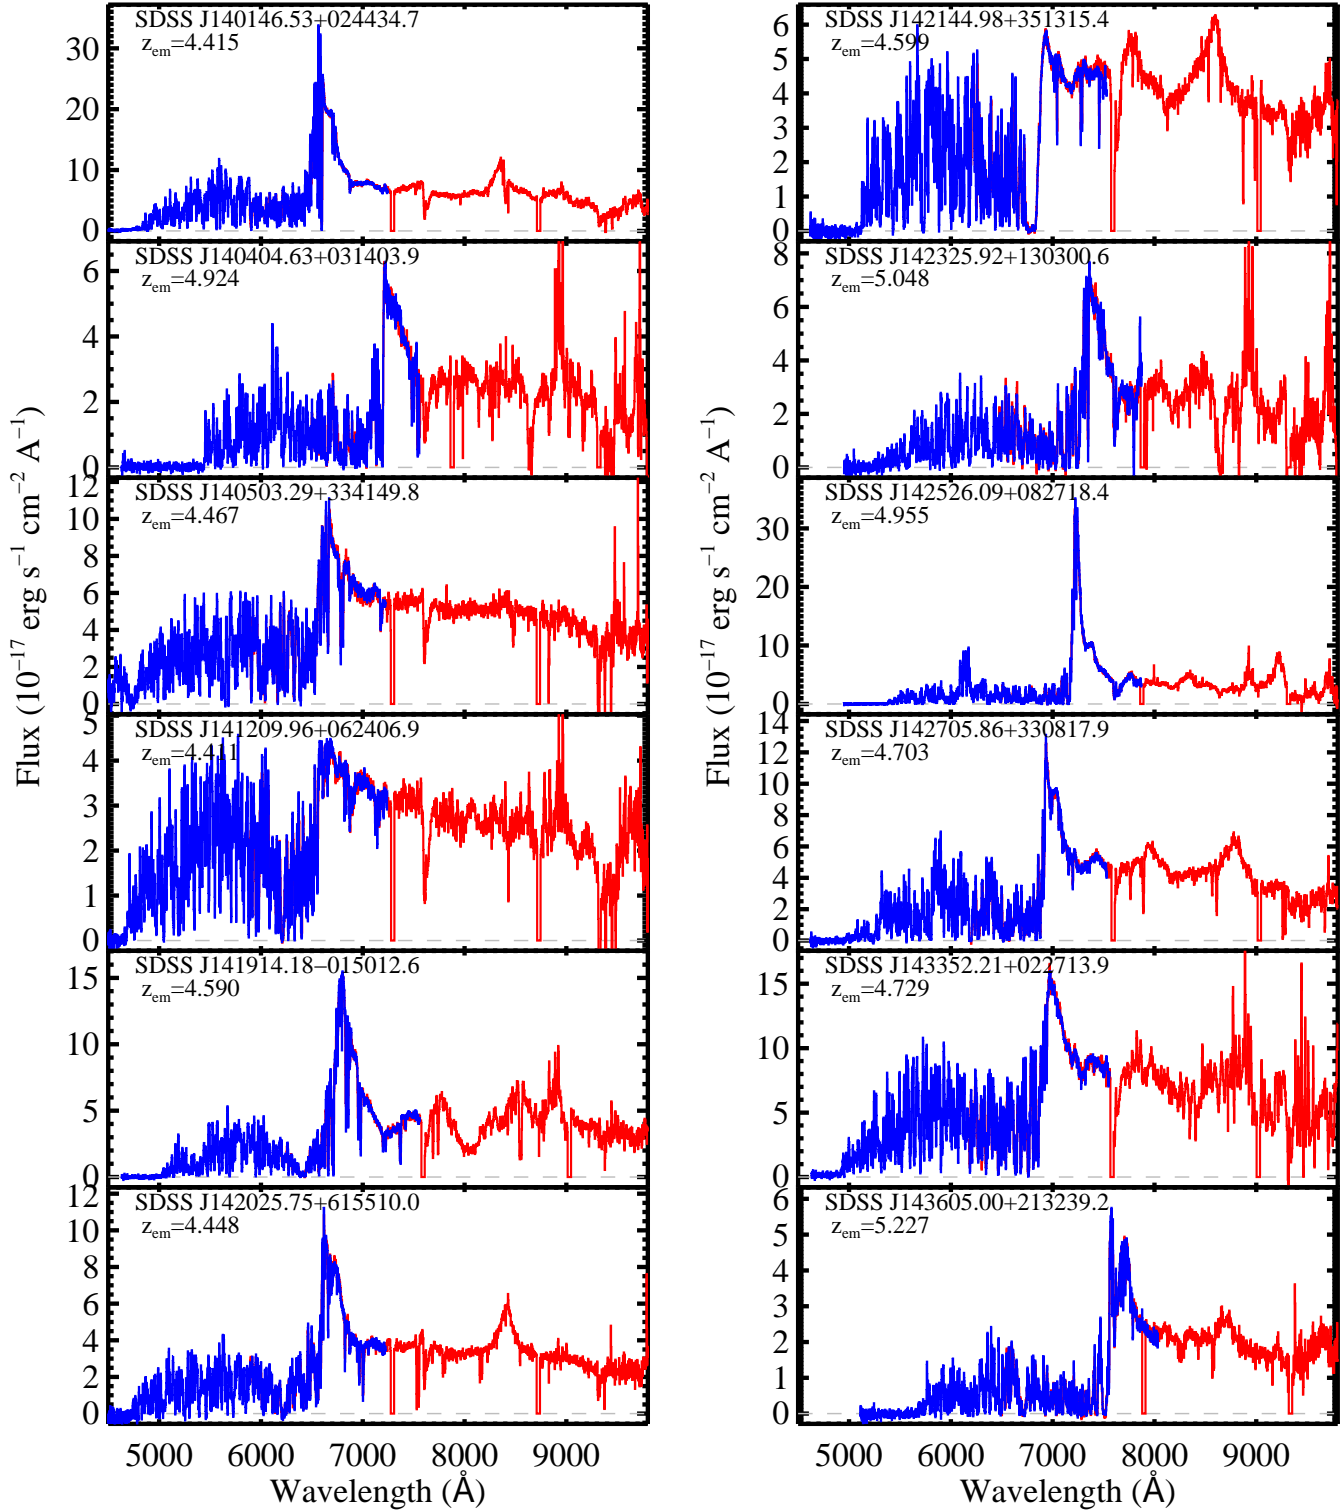 SDSS J140146.53+024434.7
z_em=4.415
30
20
10
0
SDSS J140404.63+031403.9
z_em=4.924
6
4
2
0
SDSS J140503.29+334149.8
z_em=4.467
12
10
8
6
4
2
0
SDSS J141209.96+062406.9
z_em=4.411
5
4
3
2
1
0
SDSS J141914.18−015012.6
z_em=4.590
15
10
5
0
SDSS J142025.75+615510.0
z_em=4.448
12
10
8
6
4
2
0
5000 6000 7000 8000 9000
Wavelength (Å)
Flux (10⁻¹⁷ erg s⁻¹ cm⁻² A⁻¹)
SDSS J142144.98+351315.4
z_em=4.599
6
5
4
3
2
1
0
SDSS J142325.92+130300.6
z_em=5.048
8
6
4
2
0
SDSS J142526.09+082718.4
z_em=4.955
30
20
10
0
SDSS J142705.86+330817.9
z_em=4.703
14
12
10
8
6
4
2
0
SDSS J143352.21+022713.9
z_em=4.729
15
10
5
0
SDSS J143605.00+213239.2
z_em=5.227
6
5
4
3
2
1
0
5000 6000 7000 8000 9000
Wavelength (Å)
Flux (10⁻¹⁷ erg s⁻¹ cm⁻² A⁻¹)